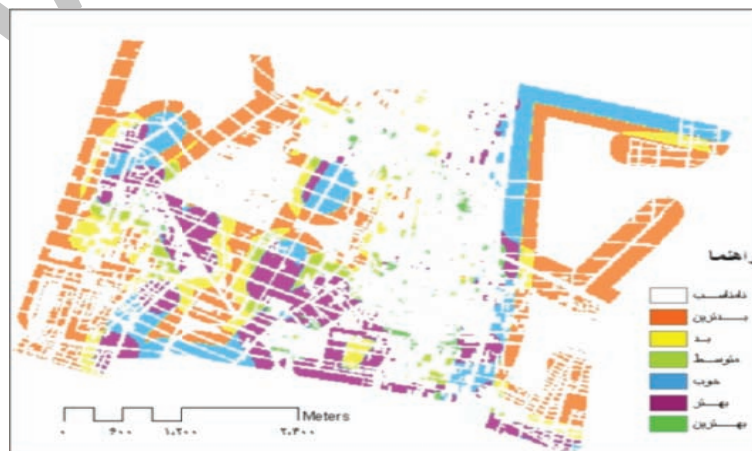 راهنما
نامناسب
بدترین
بد
متوسط
خوب
بهتر
بهترین
Meters
۰ ۶۰۰ ۱،۲۰۰ ۲،۴۰۰